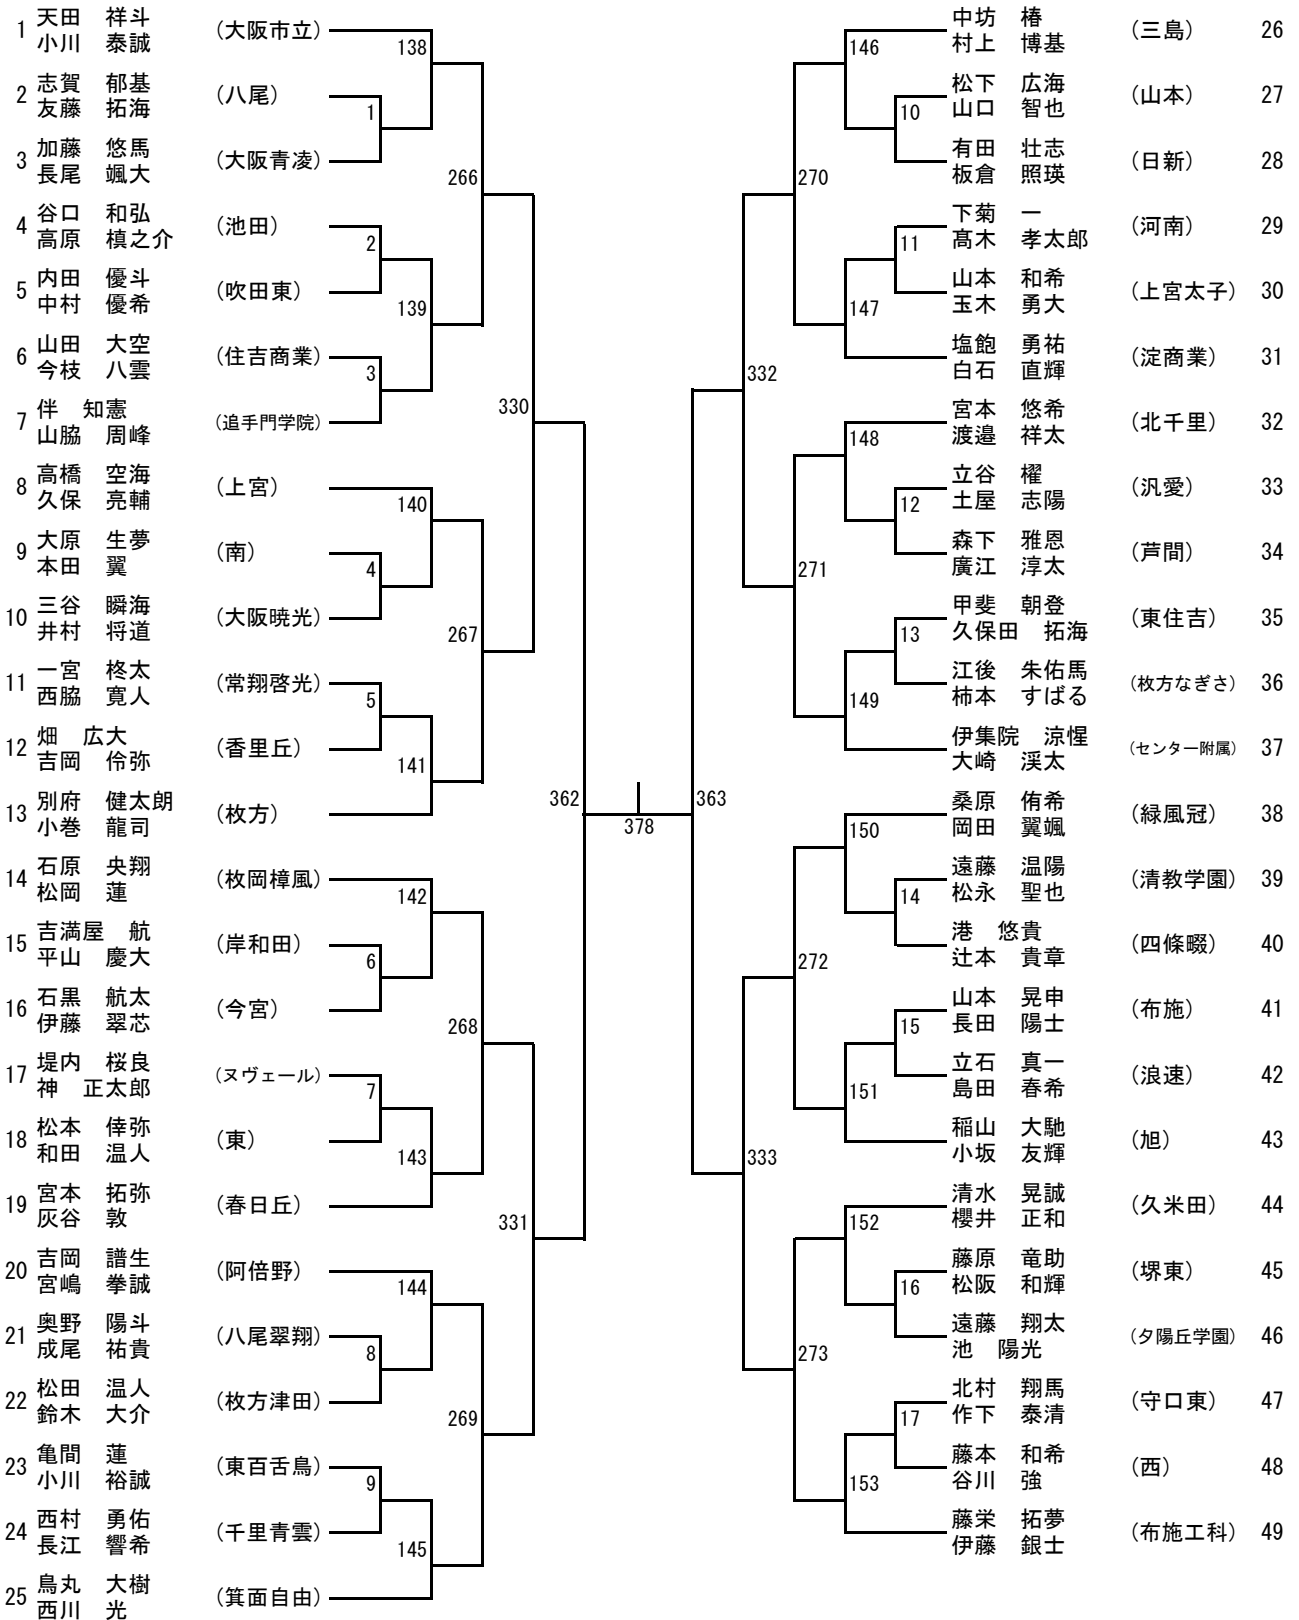 1 天田　祥斗 (大阪市立)
小川　泰誠
138
2 志賀　郁基 (八尾)
友藤　拓海
1
3 加藤　悠馬 (大阪青凌)
長尾　颯大
266
4 谷口　和弘 (池田)
高原　槙之介
2
5 内田　優斗 (吹田東)
中村　優希
139
6 山田　大空 (住吉商業)
今枝　八雲
3
7 伴　知憲 (追手門学院)
山脇　周峰
330
8 高橋　空海 (上宮)
久保　亮輔
140
9 大原　生夢 (南)
本田　翼
4
10 三谷　瞬海 (大阪暁光)
井村　将道
267
11 一宮　柊太 (常翔啓光)
西脇　寛人
5
12 畑　広大 (香里丘)
吉岡　伶弥
141
13 別府　健太朗 (枚方)
小巻　龍司
362
14 石原　央翔 (枚岡樟風)
松岡　蓮
142
15 吉満屋　航 (岸和田)
平山　慶大
6
16 石黒　航太 (今宮)
伊藤　翠芯
268
17 堤内　桜良 (ヌヴェール)
神　正太郎
7
18 松本　倖弥 (東)
和田　温人
143
19 宮本　拓弥 (春日丘)
灰谷　敦
331
20 吉岡　譜生 (阿倍野)
宮嶋　拳誠
144
21 奥野　陽斗 (八尾翠翔)
成尾　祐貴
8
22 松田　温人 (枚方津田)
鈴木　大介
269
23 亀間　蓮 (東百舌鳥)
小川　裕誠
9
24 西村　勇佑 (千里青雲)
長江　響希
145
25 鳥丸　大樹 (箕面自由)
西川　光
378
中坊　椿 (三島) 26
村上　博基
146
松下　広海 (山本) 27
山口　智也
10
有田　壮志 (日新) 28
板倉　照瑛
270
下菊　一 (河南) 29
髙木　孝太郎
11
山本　和希 (上宮太子) 30
玉木　勇大
147
塩飽　勇祐 (淀商業) 31
白石　直輝
332
宮本　悠希 (北千里) 32
渡邉　祥太
148
立谷　櫂 (汎愛) 33
土屋　志陽
12
森下　雅恩 (芦間) 34
廣江　淳太
271
甲斐　朝登 (東住吉) 35
久保田　拓海
13
江後　朱佑馬 (枚方なぎさ) 36
柿本　すばる
149
伊集院　涼惺 (センター附属) 37
大崎　渓太
363
桑原　侑希 (緑風冠) 38
岡田　翼颯
150
遠藤　温陽 (清教学園) 39
松永　聖也
14
港　悠貴 (四條畷) 40
辻本　貴章
272
山本　晃申 (布施) 41
長田　陽士
15
立石　真一 (浪速) 42
島田　春希
151
稲山　大馳 (旭) 43
小坂　友輝
333
清水　晃誠 (久米田) 44
櫻井　正和
152
藤原　竜助 (堺東) 45
松阪　和輝
16
遠藤　翔太 (夕陽丘学園) 46
池　陽光
273
北村　翔馬 (守口東) 47
作下　泰清
17
藤本　和希 (西) 48
谷川　強
153
藤栄　拓夢 (布施工科) 49
伊藤　銀士